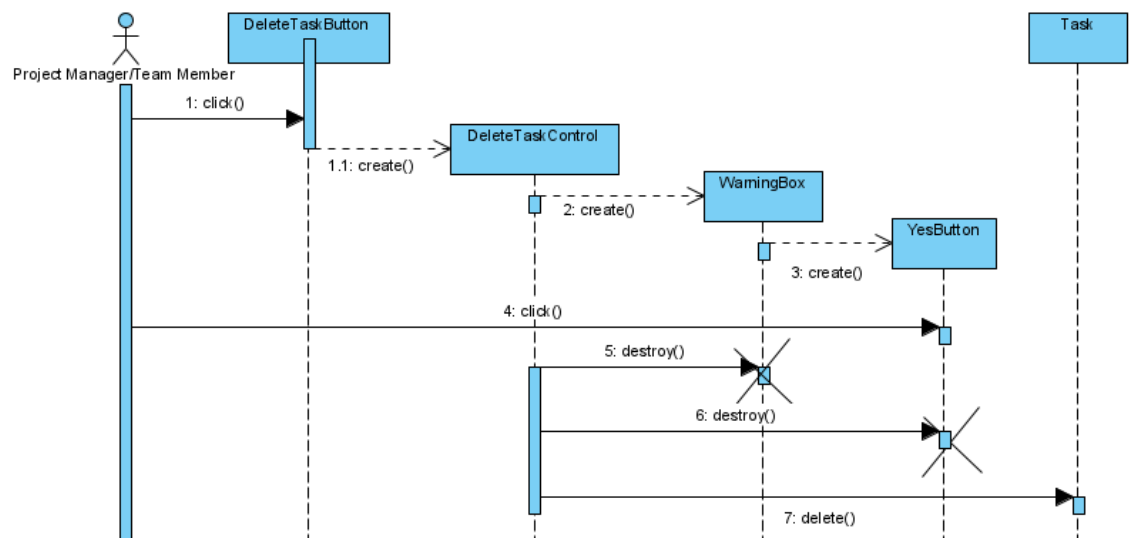 DeleteTaskButton
Task
Project Manager/Team Member
1: click()
DeleteTaskControl
1.1: create()
WarningBox
2: create()
YesButton
3: create()
4: click()
5: destroy()
6: destroy()
7: delete()